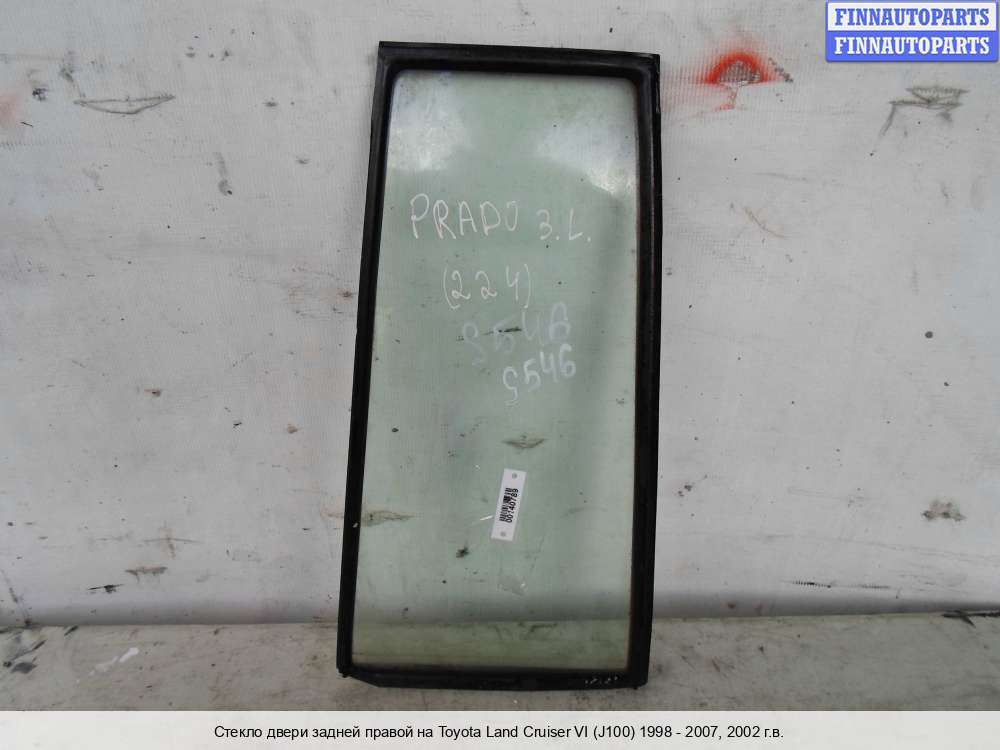 FINNAUTOPARTS
FINNAUTOPARTS
PRADO 3.L.
(224)
S546
S546
00740789
Стекло двери задней правой на Toyota Land Cruiser VI (J100) 1998 - 2007, 2002 г.в.